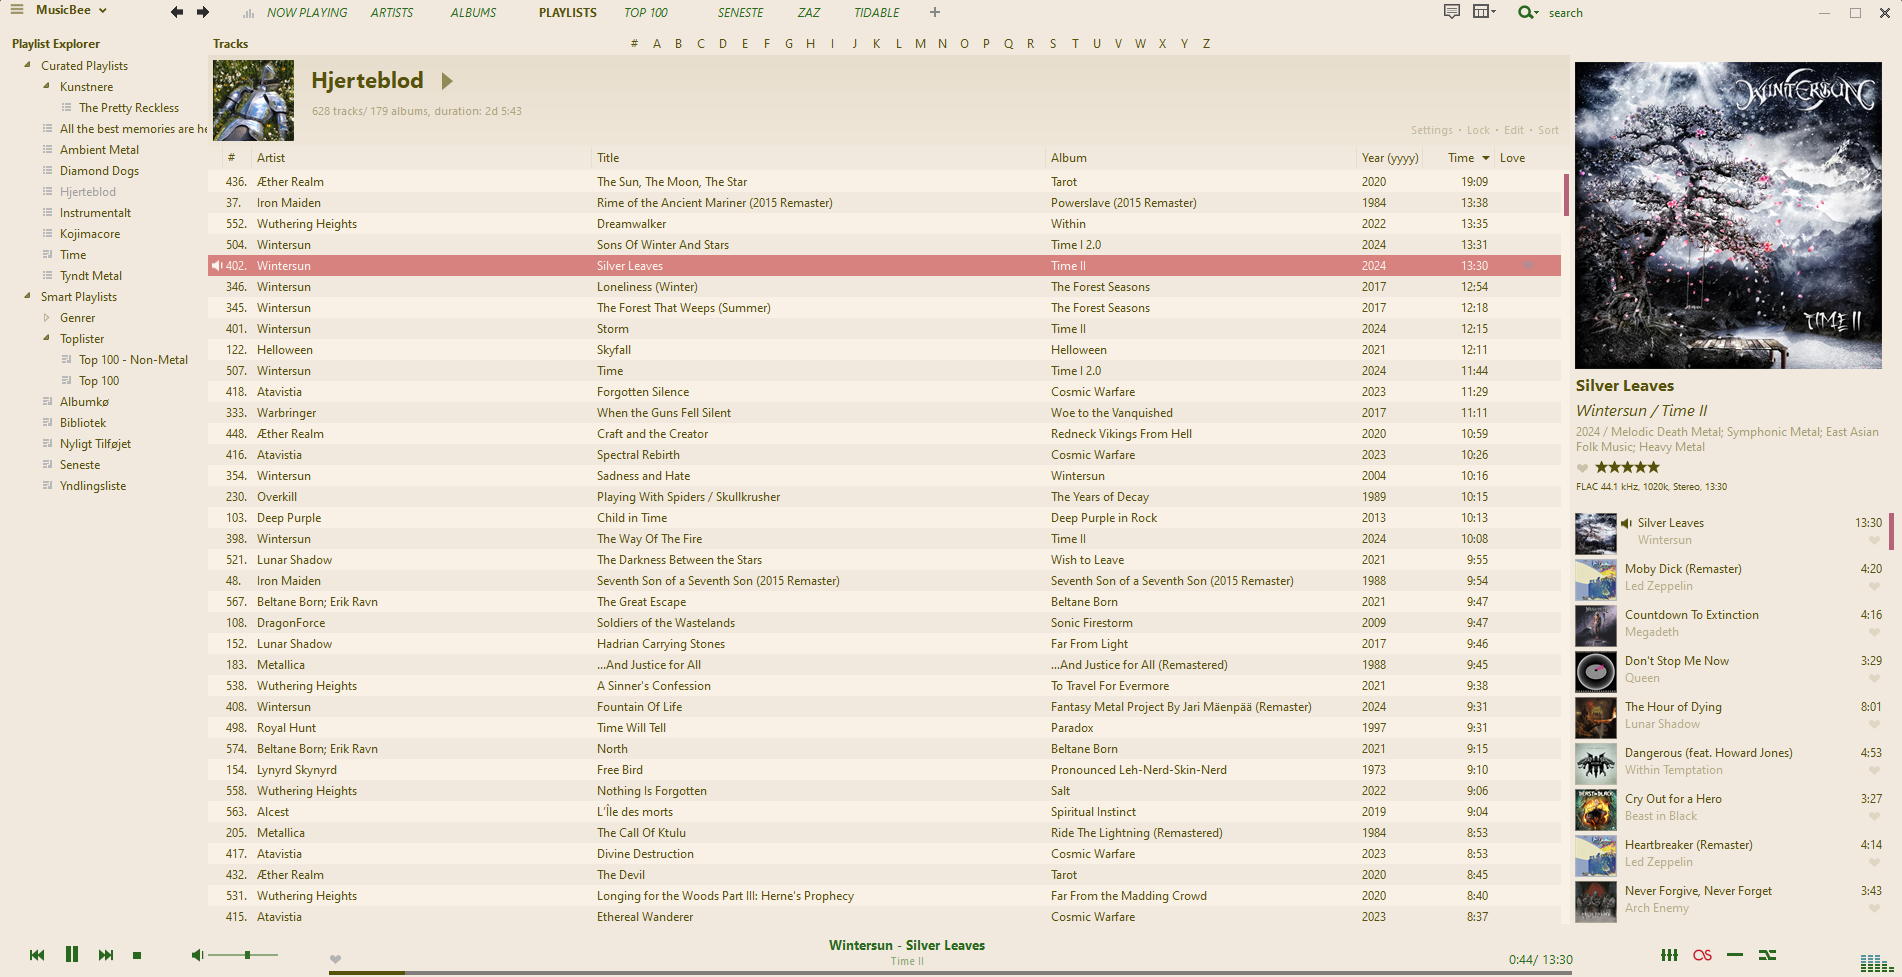 MusicBee
NOW PLAYING ARTISTS ALBUMS PLAYLISTS TOP 100 SENESTE ZAZ TIDABLE +
search
Playlist Explorer
Curated Playlists
Kunstnere
The Pretty Reckless
All the best memories are he
Ambient Metal
Diamond Dogs
Hjerteblod
Instrumentalt
Kojimacore
Time
Tyndt Metal
Smart Playlists
Genrer
Toplister
Top 100 - Non-Metal
Top 100
Albumkø
Bibliotek
Nyligt Tilføjet
Seneste
Yndlingsliste
Tracks
# A B C D E F G H I J K L M N O P Q R S T U V W X Y Z
Hjerteblod
628 tracks/ 179 albums, duration: 2d 5:43
Settings · Lock · Edit · Sort
# Artist Title Album Year (yyyy) Time Love
436. Æther Realm The Sun, The Moon, The Star Tarot 2020 19:09
37. Iron Maiden Rime of the Ancient Mariner (2015 Remaster) Powerslave (2015 Remaster) 1984 13:38
552. Wuthering Heights Dreamwalker Within 2022 13:35
504. Wintersun Sons Of Winter And Stars Time I 2.0 2024 13:31
402. Wintersun Silver Leaves Time II 2024 13:30
346. Wintersun Loneliness (Winter) The Forest Seasons 2017 12:54
345. Wintersun The Forest That Weeps (Summer) The Forest Seasons 2017 12:18
401. Wintersun Storm Time II 2024 12:15
122. Helloween Skyfall Helloween 2021 12:11
507. Wintersun Time Time I 2.0 2024 11:44
418. Atavistia Forgotten Silence Cosmic Warfare 2023 11:29
333. Warbringer When the Guns Fell Silent Woe to the Vanquished 2017 11:11
448. Æther Realm Craft and the Creator Redneck Vikings From Hell 2020 10:59
416. Atavistia Spectral Rebirth Cosmic Warfare 2023 10:26
354. Wintersun Sadness and Hate Wintersun 2004 10:16
230. Overkill Playing With Spiders / Skullkrusher The Years of Decay 1989 10:15
103. Deep Purple Child in Time Deep Purple in Rock 2013 10:13
398. Wintersun The Way Of The Fire Time II 2024 10:08
521. Lunar Shadow The Darkness Between the Stars Wish to Leave 2021 9:55
48. Iron Maiden Seventh Son of a Seventh Son (2015 Remaster) Seventh Son of a Seventh Son (2015 Remaster) 1988 9:54
567. Beltane Born; Erik Ravn The Great Escape Beltane Born 2021 9:47
108. DragonForce Soldiers of the Wastelands Sonic Firestorm 2009 9:47
152. Lunar Shadow Hadrian Carrying Stones Far From Light 2017 9:46
183. Metallica ...And Justice for All ...And Justice for All (Remastered) 1988 9:45
538. Wuthering Heights A Sinner's Confession To Travel For Evermore 2021 9:38
408. Wintersun Fountain Of Life Fantasy Metal Project By Jari Mäenpää (Remaster) 2024 9:31
498. Royal Hunt Time Will Tell Paradox 1997 9:31
574. Beltane Born; Erik Ravn North Beltane Born 2021 9:15
154. Lynyrd Skynyrd Free Bird Pronounced Leh-Nerd-Skin-Nerd 1973 9:10
558. Wuthering Heights Nothing Is Forgotten Salt 2022 9:06
563. Alcest L'Île des morts Spiritual Instinct 2019 9:04
205. Metallica The Call Of Ktulu Ride The Lightning (Remastered) 1984 8:53
417. Atavistia Divine Destruction Cosmic Warfare 2023 8:53
432. Æther Realm The Devil Tarot 2020 8:45
531. Wuthering Heights Longing for the Woods Part III: Herne's Prophecy Far From the Madding Crowd 2020 8:40
415. Atavistia Ethereal Wanderer Cosmic Warfare 2023 8:37
WINTERSUN
TIME II
Silver Leaves
Wintersun / Time II
2024 / Melodic Death Metal; Symphonic Metal; East Asian
Folk Music; Heavy Metal
FLAC 44.1 kHz, 1020k, Stereo, 13:30
Silver Leaves 13:30
Wintersun
Moby Dick (Remaster) 4:20
Led Zeppelin
Countdown To Extinction 4:16
Megadeth
Don't Stop Me Now 3:29
Queen
The Hour of Dying 8:01
Lunar Shadow
Dangerous (feat. Howard Jones) 4:53
Within Temptation
Cry Out for a Hero 3:27
Beast in Black
Heartbreaker (Remaster) 4:14
Led Zeppelin
Never Forgive, Never Forget 3:43
Arch Enemy
Wintersun - Silver Leaves
Time II
0:44/ 13:30